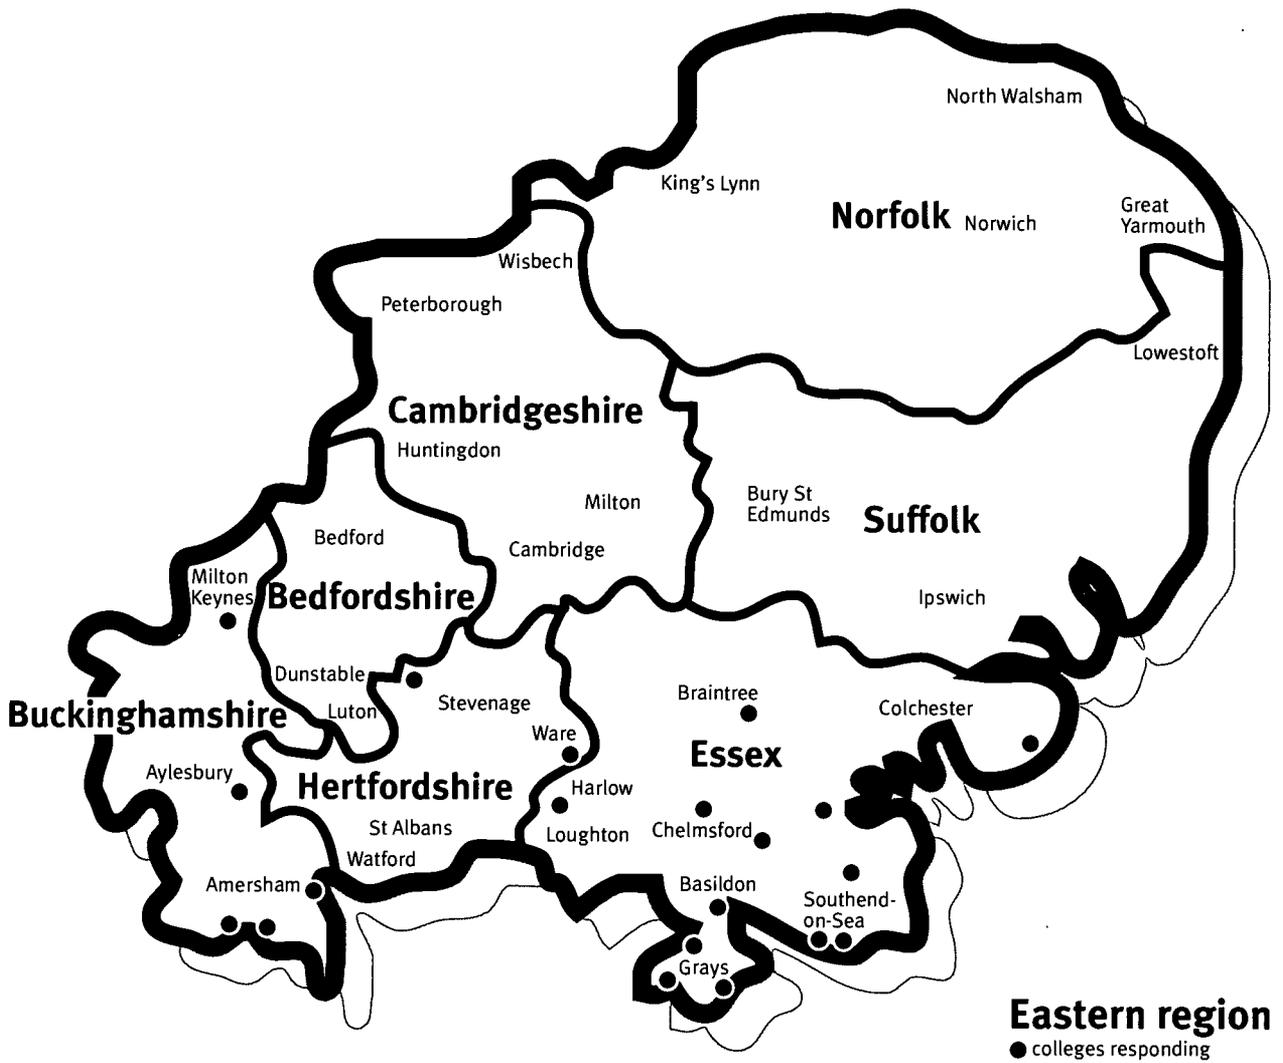 North Walsham
King's Lynn
Norfolk
Norwich
Great
Yarmouth
Wisbech
Peterborough
Lowestoft
Cambridgeshire
Huntingdon
Milton
Bury St
Edmunds
Suffolk
Bedford
Cambridge
Milton
Keynes
Bedfordshire
Ipswich
Dunstable
Luton
Stevenage
Braintree
Colchester
Buckinghamshire
Ware
Essex
Aylesbury
Hertfordshire
Harlow
St Albans
Loughton
Chelmsford
Watford
Amersham
Basildon
Southend-
on-Sea
Grays
Eastern region
colleges responding